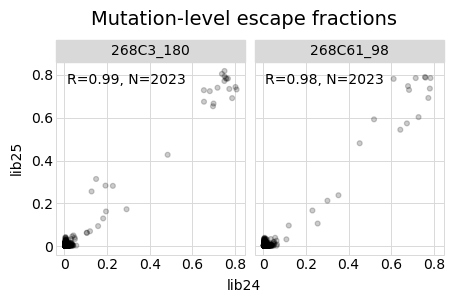 Mutation-level escape fractions
268C3_180
268C61_98
R=0.99, N=2023
R=0.98, N=2023
0.8
0.6
0.4
0.2
0
lib25
0 0.2 0.4 0.6 0.8
0 0.2 0.4 0.6 0.8
lib24